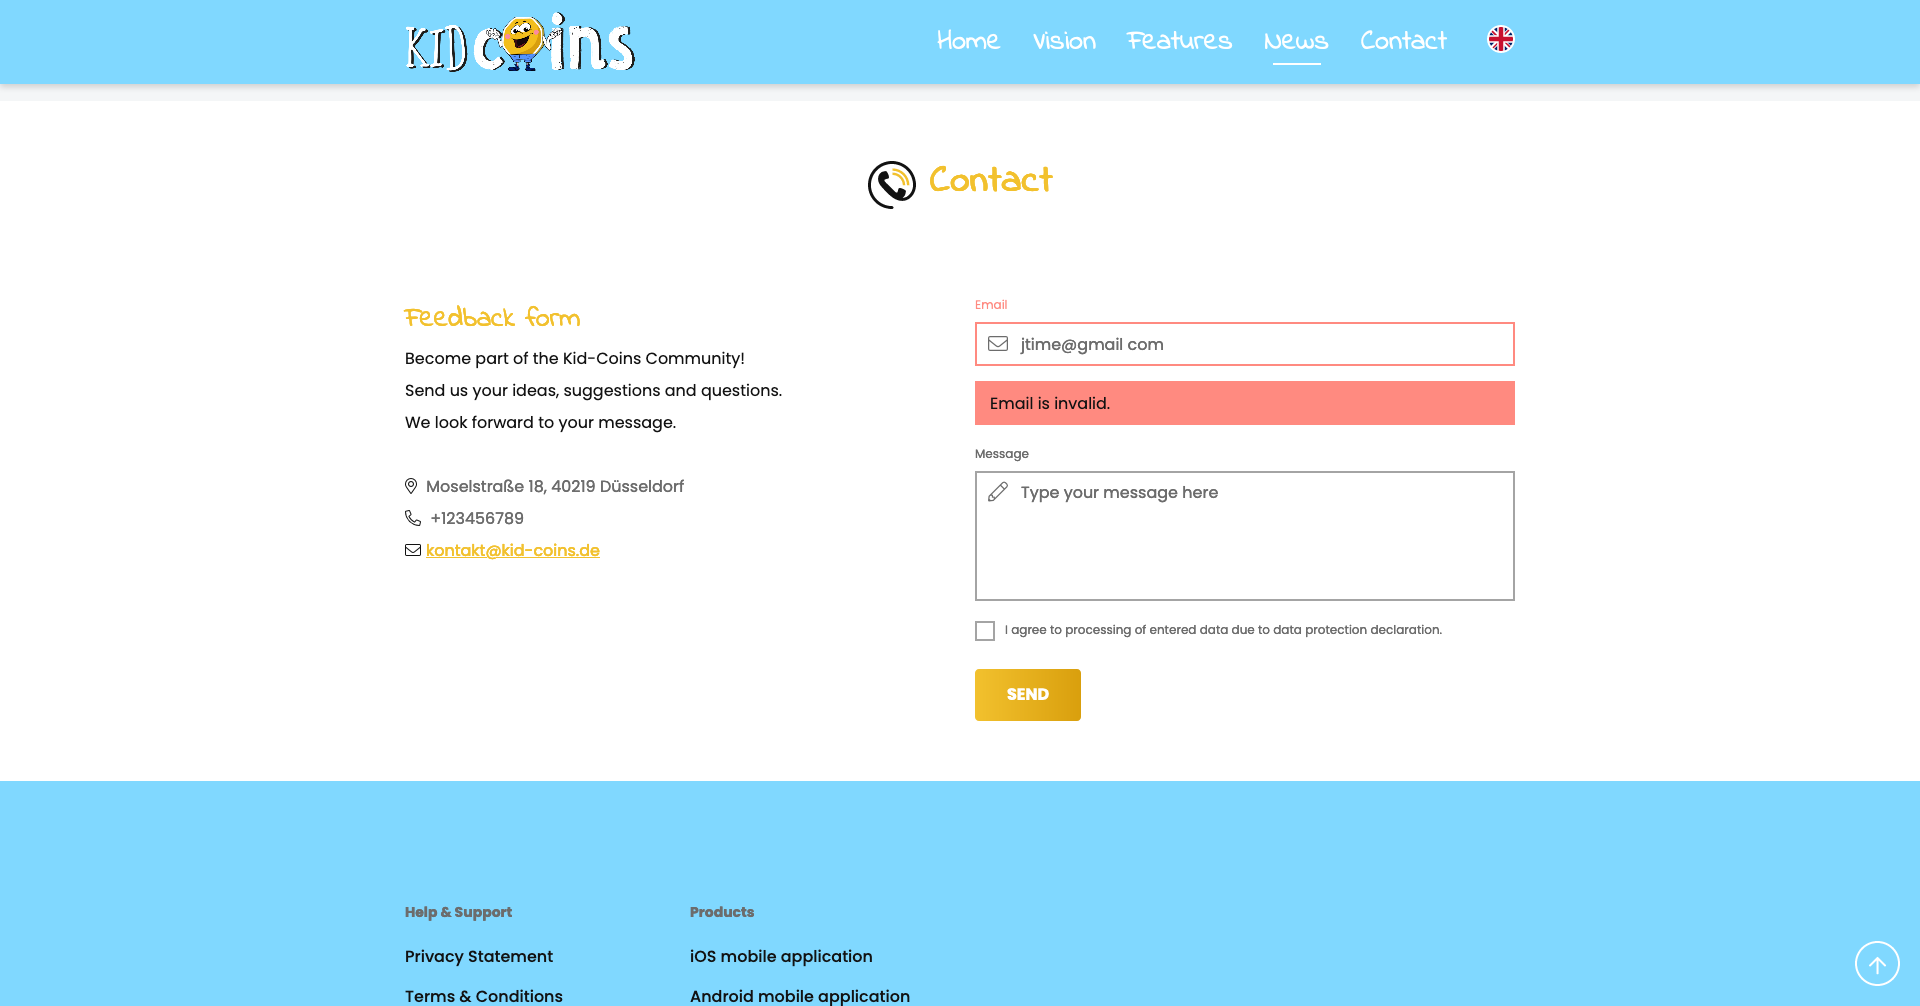 KID coins
Home Vision Features News Contact
Contact
Feedback form
Become part of the Kid-Coins Community!
Send us your ideas, suggestions and questions.
We look forward to your message.
Moselstraße 18, 40219 Düsseldorf
+123456789
kontakt@kid-coins.de
Email
jtime@gmail com
Email is invalid.
Message
Type your message here
I agree to processing of entered data due to data protection declaration.
SEND
Help & Support
Privacy Statement
Terms & Conditions
Products
iOS mobile application
Android mobile application